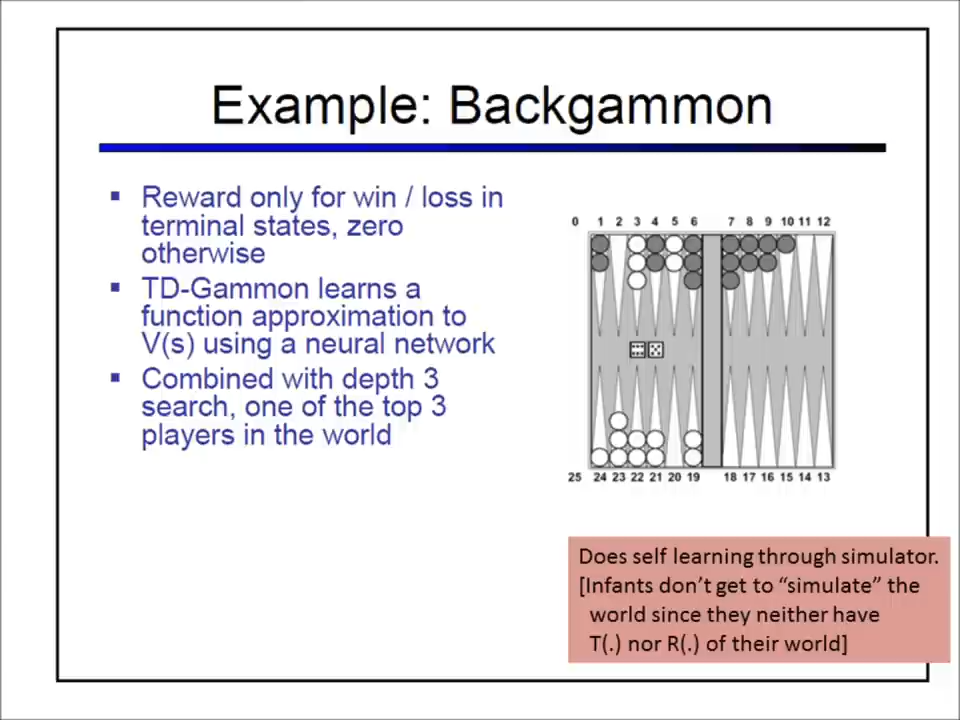 Example: Backgammon
▪ Reward only for win / loss in
terminal states, zero
otherwise
▪ TD-Gammon learns a
function approximation to
V(s) using a neural network
▪ Combined with depth 3
search, one of the top 3
players in the world
0 1 2 3 4 5 6 7 8 9 10 11 12
25 24 23 22 21 20 19 18 17 16 15 14 13
Does self learning through simulator.
[Infants don’t get to “simulate” the
world since they neither have
T(.) nor R(.) of their world]